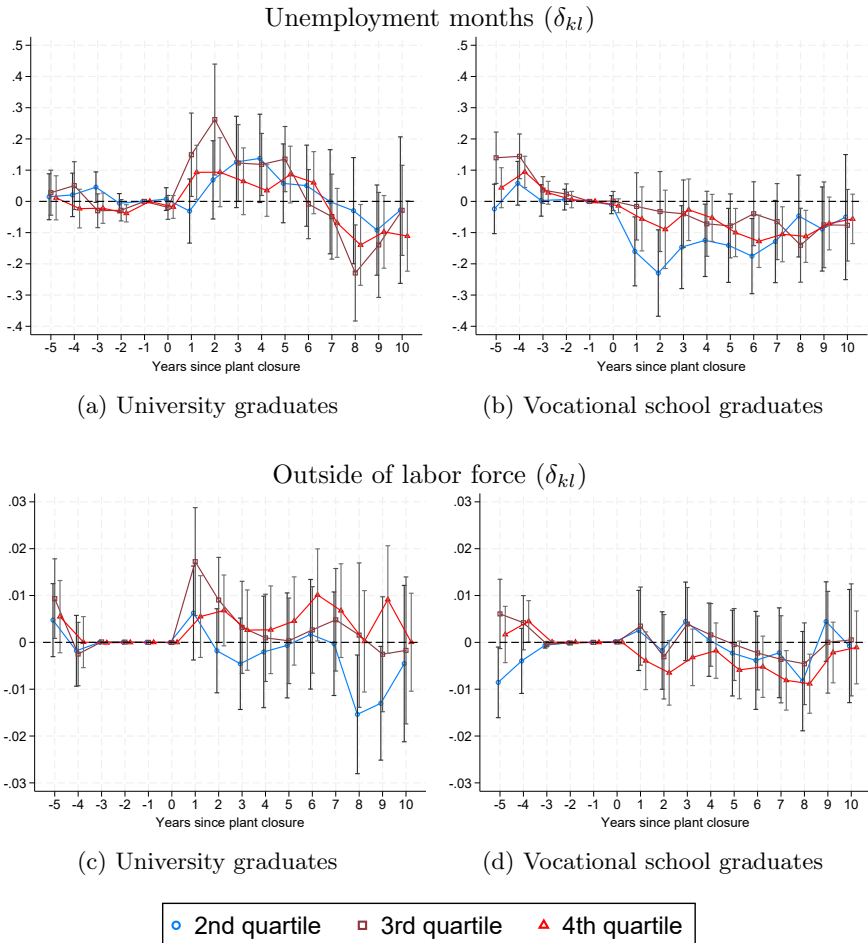 Unemployment months (δkl)
.5
.4
.3
.2
.1
0
-.1
-.2
-.3
-.4
-5 -4 -3 -2 -1 0 1 2 3 4 5 6 7 8 9 10
Years since plant closure
(a) University graduates
.5
.4
.3
.2
.1
0
-.1
-.2
-.3
-.4
-5 -4 -3 -2 -1 0 1 2 3 4 5 6 7 8 9 10
Years since plant closure
(b) Vocational school graduates
Outside of labor force (δkl)
.03
.02
.01
0
-.01
-.02
-.03
-5 -4 -3 -2 -1 0 1 2 3 4 5 6 7 8 9 10
Years since plant closure
(c) University graduates
.03
.02
.01
0
-.01
-.02
-.03
-5 -4 -3 -2 -1 0 1 2 3 4 5 6 7 8 9 10
Years since plant closure
(d) Vocational school graduates
2nd quartile 3rd quartile 4th quartile